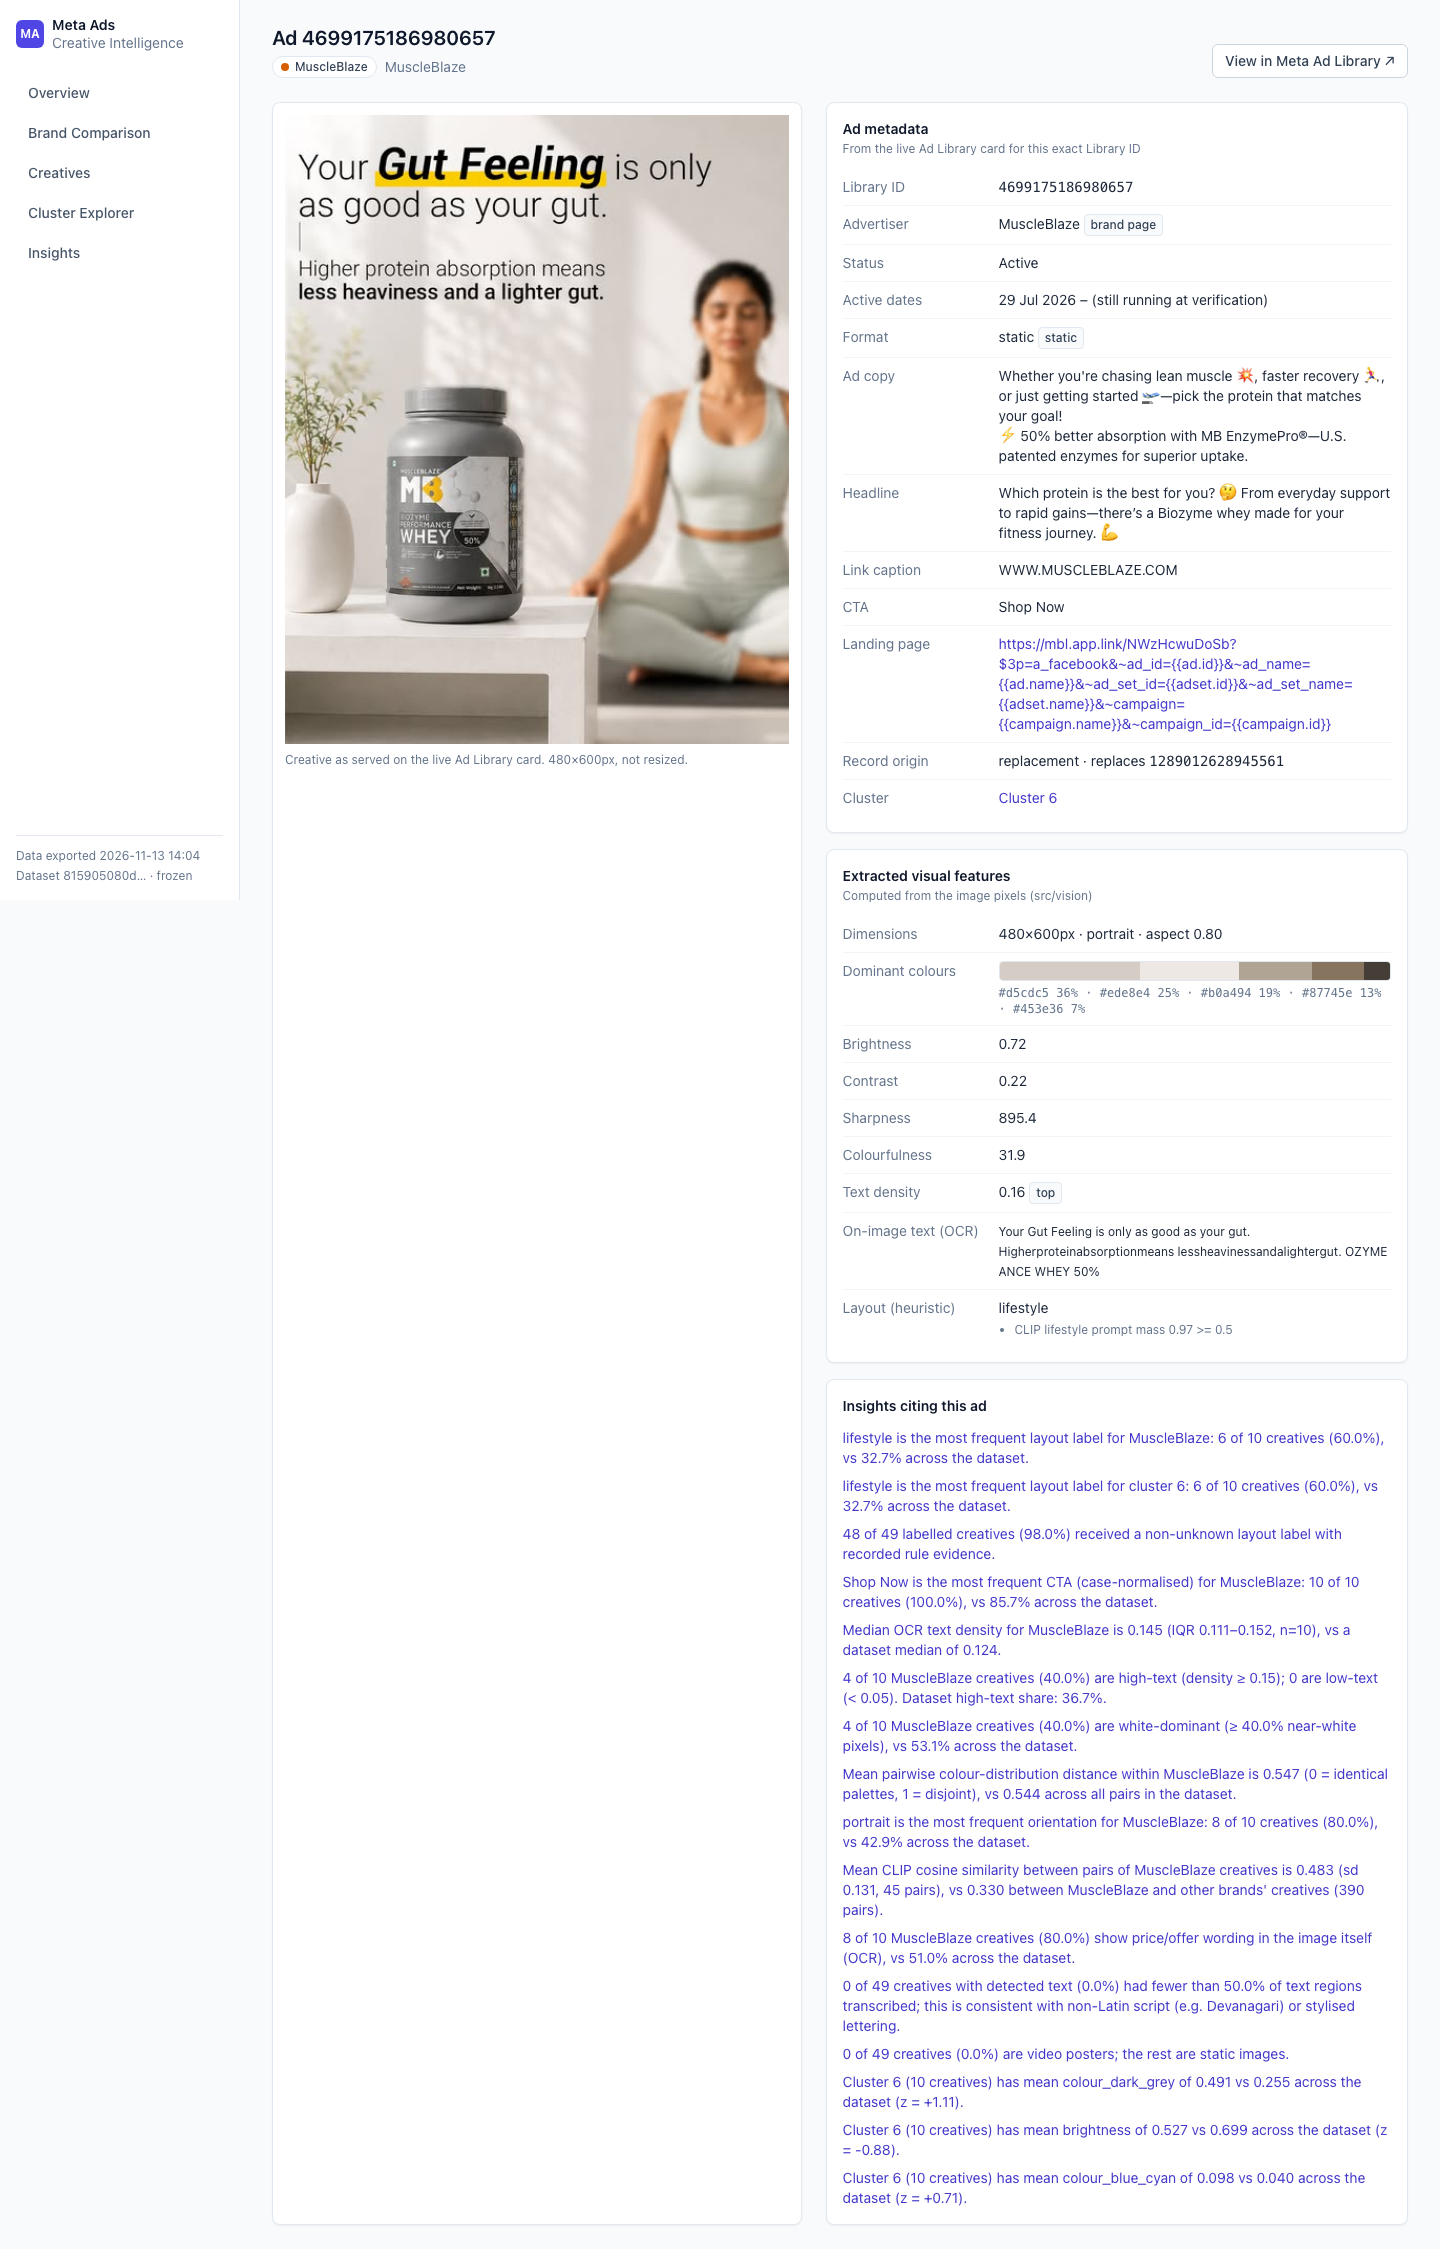 MA
Meta Ads
Creative Intelligence
Overview
Brand Comparison
Creatives
Cluster Explorer
Insights
Data exported 2026-11-13 14:04
Dataset 815905080d... · frozen
Ad 4699175186980657
MuscleBlaze MuscleBlaze
View in Meta Ad Library ↗
Your Gut Feeling is only
as good as your gut.
Higher protein absorption means
less heaviness and a lighter gut.
MUSCLEBLAZE
MB
BIOZYME
PERFORMANCE
WHEY
50%
Creative as served on the live Ad Library card. 480×600px, not resized.
Ad metadata
From the live Ad Library card for this exact Library ID
Library ID 4699175186980657
Advertiser MuscleBlaze brand page
Status Active
Active dates 29 Jul 2026 – (still running at verification)
Format static static
Ad copy Whether you're chasing lean muscle 💥, faster recovery 🏃‍♀️,
or just getting started 🛫—pick the protein that matches
your goal!
⚡ 50% better absorption with MB EnzymePro®—U.S.
patented enzymes for superior uptake.
Headline Which protein is the best for you? 🤔 From everyday support
to rapid gains—there's a Biozyme whey made for your
fitness journey. 💪
Link caption WWW.MUSCLEBLAZE.COM
CTA Shop Now
Landing page https://mbl.app.link/NWzHcwuDoSb?
$3p=a_facebook&~ad_id={{ad.id}}&~ad_name=
{{ad.name}}&~ad_set_id={{adset.id}}&~ad_set_name=
{{adset.name}}&~campaign=
{{campaign.name}}&~campaign_id={{campaign.id}}
Record origin replacement · replaces 1289012628945561
Cluster Cluster 6
Extracted visual features
Computed from the image pixels (src/vision)
Dimensions 480×600px · portrait · aspect 0.80
Dominant colours
#d5cdc5 36% · #ede8e4 25% · #b0a494 19% · #87745e 13%
· #453e36 7%
Brightness 0.72
Contrast 0.22
Sharpness 895.4
Colourfulness 31.9
Text density 0.16 top
On-image text (OCR) Your Gut Feeling is only as good as your gut.
Higherproteinabsorptionmeans lessheavinessandalightergut. OZYME
ANCE WHEY 50%
Layout (heuristic) lifestyle
• CLIP lifestyle prompt mass 0.97 >= 0.5
Insights citing this ad
lifestyle is the most frequent layout label for MuscleBlaze: 6 of 10 creatives (60.0%),
vs 32.7% across the dataset.
lifestyle is the most frequent layout label for cluster 6: 6 of 10 creatives (60.0%), vs
32.7% across the dataset.
48 of 49 labelled creatives (98.0%) received a non-unknown layout label with
recorded rule evidence.
Shop Now is the most frequent CTA (case-normalised) for MuscleBlaze: 10 of 10
creatives (100.0%), vs 85.7% across the dataset.
Median OCR text density for MuscleBlaze is 0.145 (IQR 0.111–0.152, n=10), vs a
dataset median of 0.124.
4 of 10 MuscleBlaze creatives (40.0%) are high-text (density ≥ 0.15); 0 are low-text
(< 0.05). Dataset high-text share: 36.7%.
4 of 10 MuscleBlaze creatives (40.0%) are white-dominant (≥ 40.0% near-white
pixels), vs 53.1% across the dataset.
Mean pairwise colour-distribution distance within MuscleBlaze is 0.547 (0 = identical
palettes, 1 = disjoint), vs 0.544 across all pairs in the dataset.
portrait is the most frequent orientation for MuscleBlaze: 8 of 10 creatives (80.0%),
vs 42.9% across the dataset.
Mean CLIP cosine similarity between pairs of MuscleBlaze creatives is 0.483 (sd
0.131, 45 pairs), vs 0.330 between MuscleBlaze and other brands' creatives (390
pairs).
8 of 10 MuscleBlaze creatives (80.0%) show price/offer wording in the image itself
(OCR), vs 51.0% across the dataset.
0 of 49 creatives with detected text (0.0%) had fewer than 50.0% of text regions
transcribed; this is consistent with non-Latin script (e.g. Devanagari) or stylised
lettering.
0 of 49 creatives (0.0%) are video posters; the rest are static images.
Cluster 6 (10 creatives) has mean colour_dark_grey of 0.491 vs 0.255 across the
dataset (z = +1.11).
Cluster 6 (10 creatives) has mean brightness of 0.527 vs 0.699 across the dataset (z
= -0.88).
Cluster 6 (10 creatives) has mean colour_blue_cyan of 0.098 vs 0.040 across the
dataset (z = +0.71).